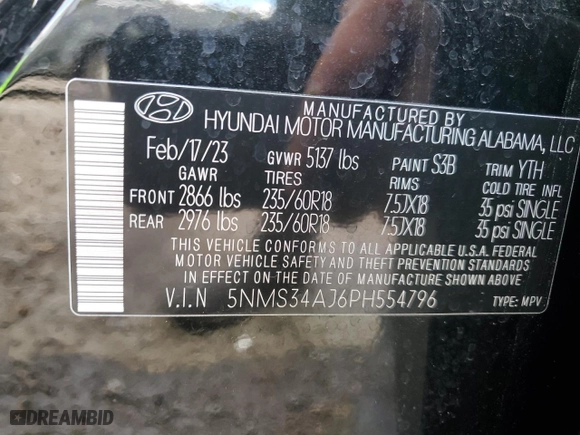 MANUFACTURED BY
HYUNDAI MOTOR MANUFACTURING ALABAMA, LLC
Feb/17/23 GVWR 5137 lbs PAINT S3B TRIM YTH
GAWR TIRES RIMS COLD TIRE INFL
FRONT 2866 lbs 235/60R18 7.5JX18 35 psi SINGLE
REAR 2976 lbs 235/60R18 7.5JX18 35 psi SINGLE
THIS VEHICLE CONFORMS TO ALL APPLICABLE U.S.A. FEDERAL
MOTOR VEHICLE SAFETY AND THEFT PREVENTION STANDARDS
IN EFFECT ON THE DATE OF MANUFACTURE SHOWN ABOVE.
V.I.N 5NMS34AJ6PH554796 TYPE: MPV
DREAMBID